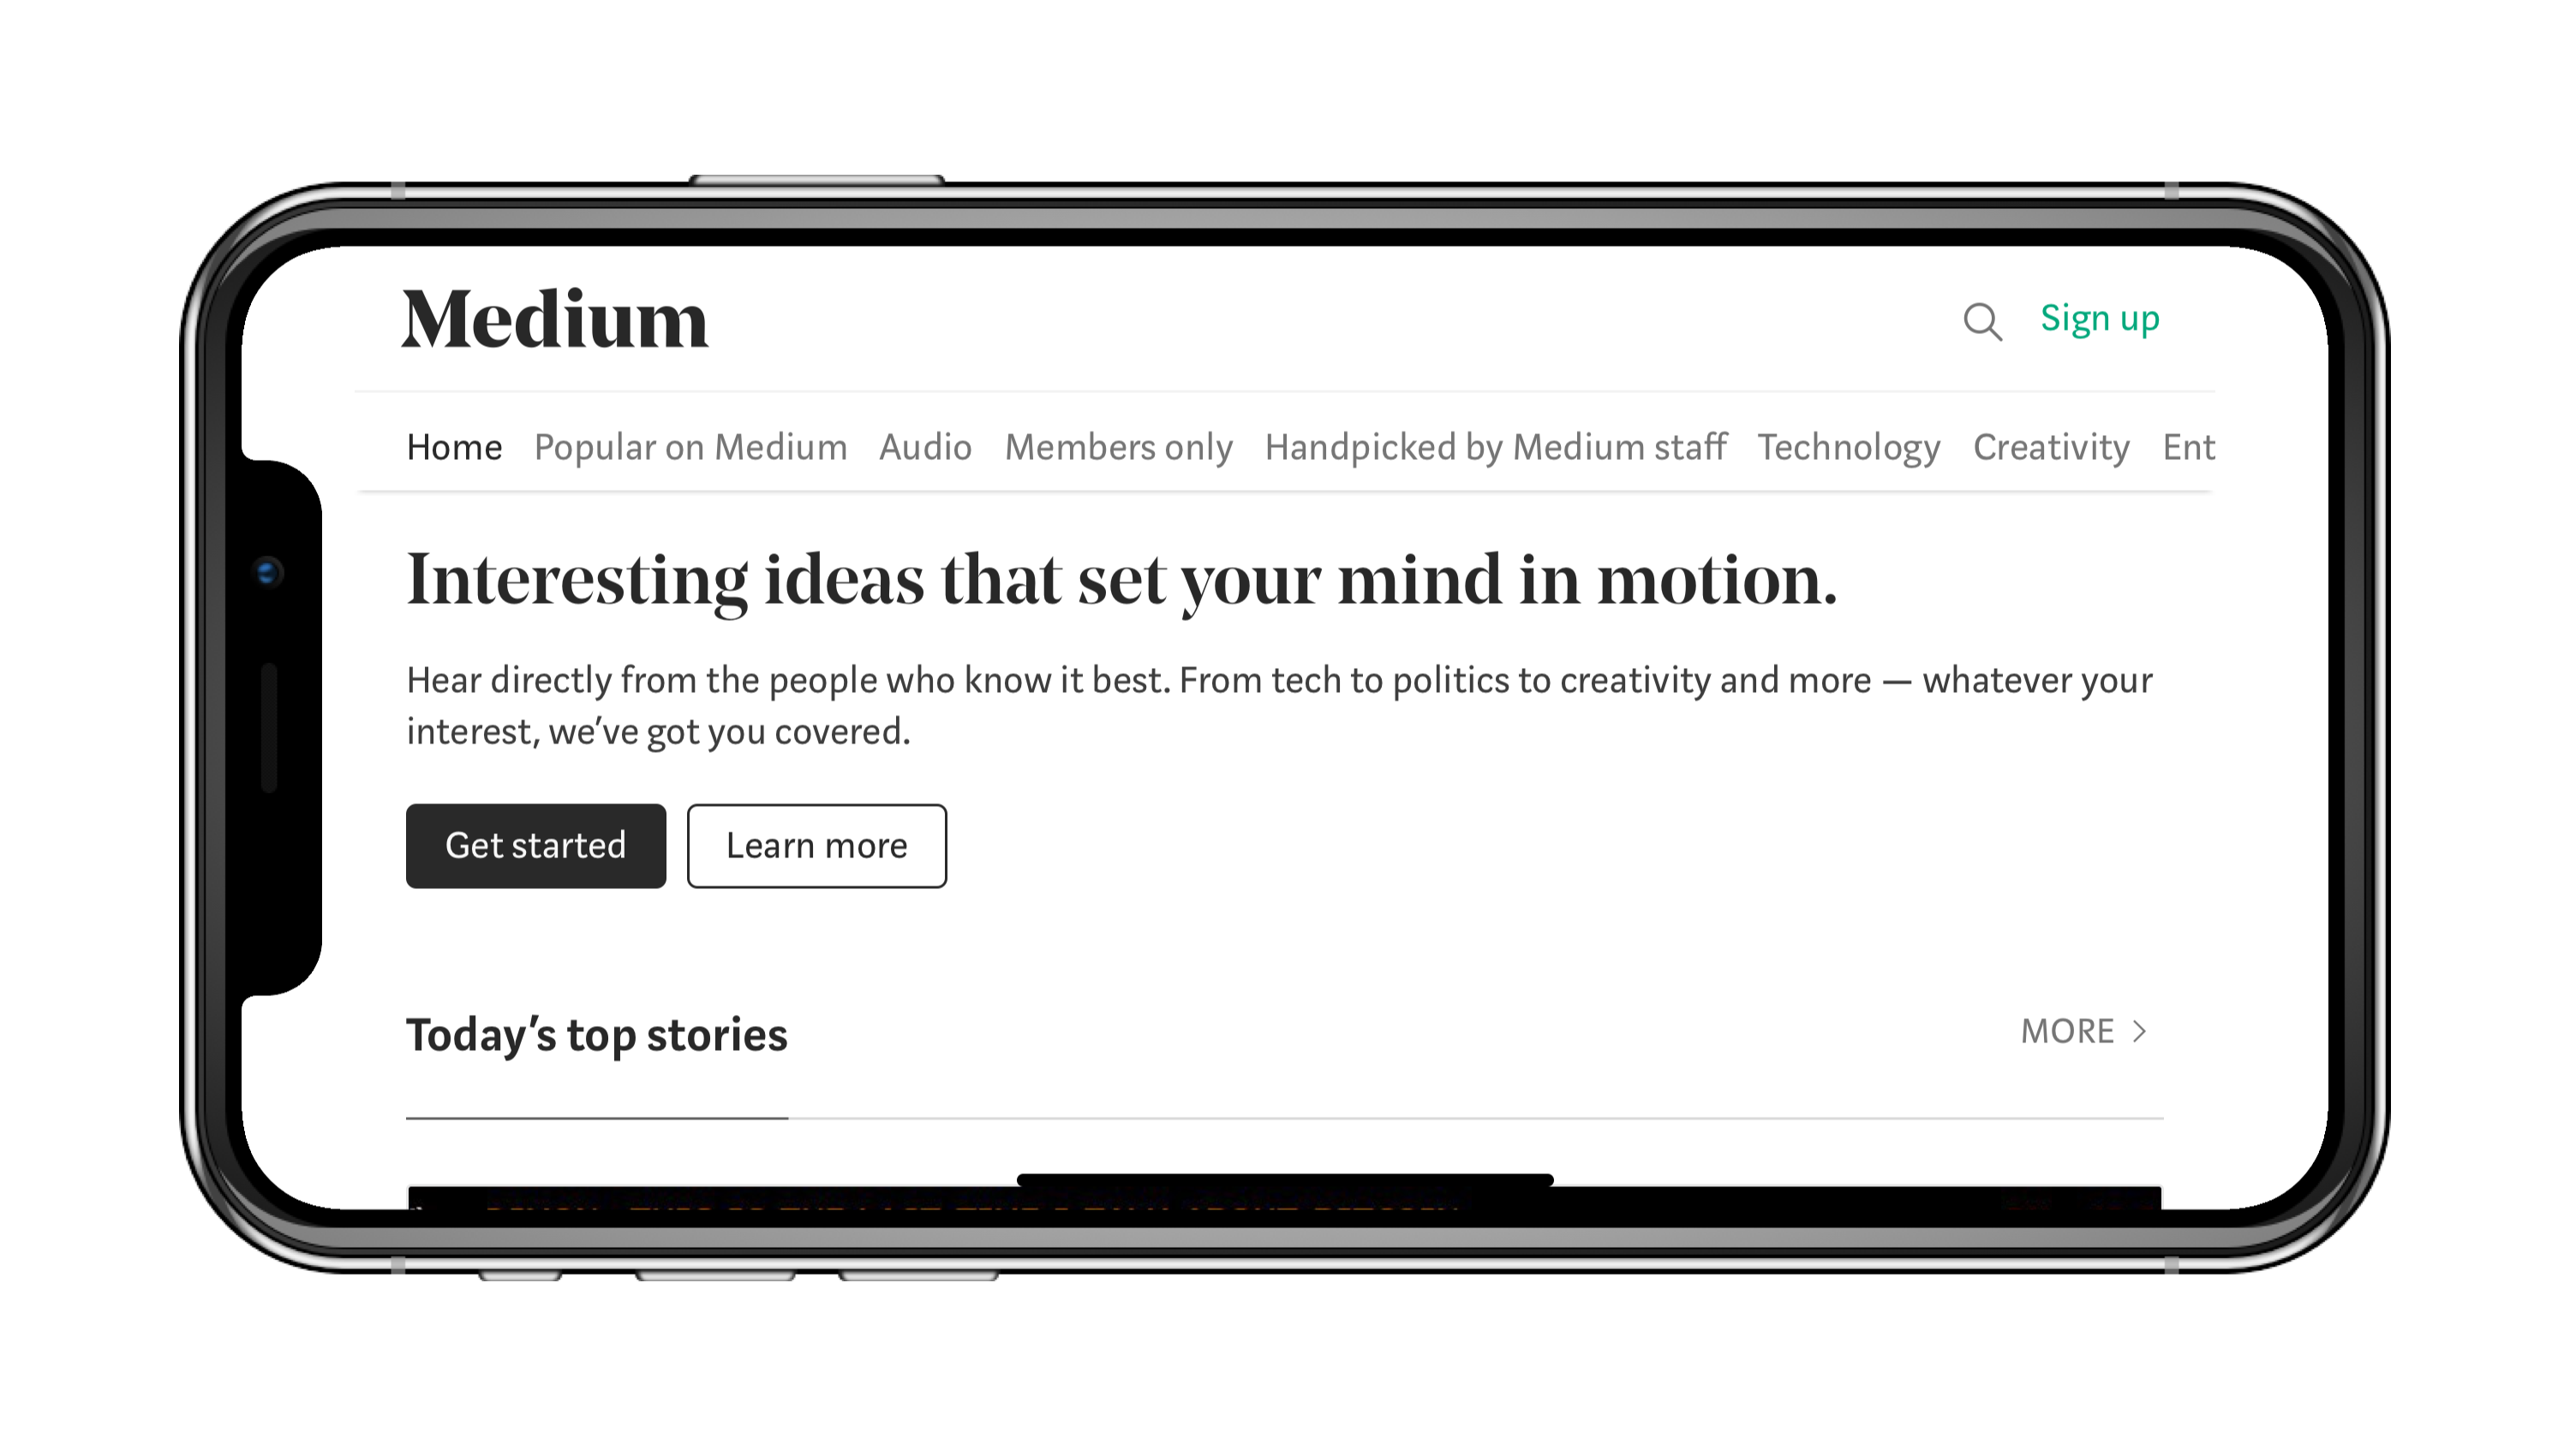 Medium
Sign up
Home Popular on Medium Audio Members only Handpicked by Medium staff Technology Creativity Ent
Interesting ideas that set your mind in motion.
Hear directly from the people who know it best. From tech to politics to creativity and more — whatever your
interest, we’ve got you covered.
Get started Learn more
Today’s top stories
MORE